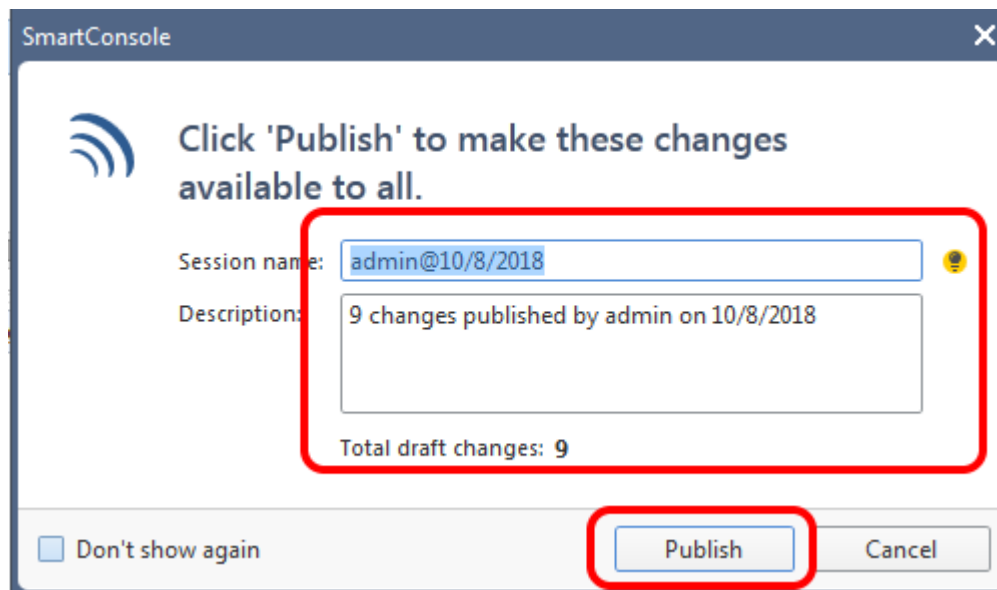 SmartConsole
Click 'Publish' to make these changes
available to all.
Session name: admin@10/8/2018
Description: 9 changes published by admin on 10/8/2018
Total draft changes: 9
Don't show again
Publish
Cancel